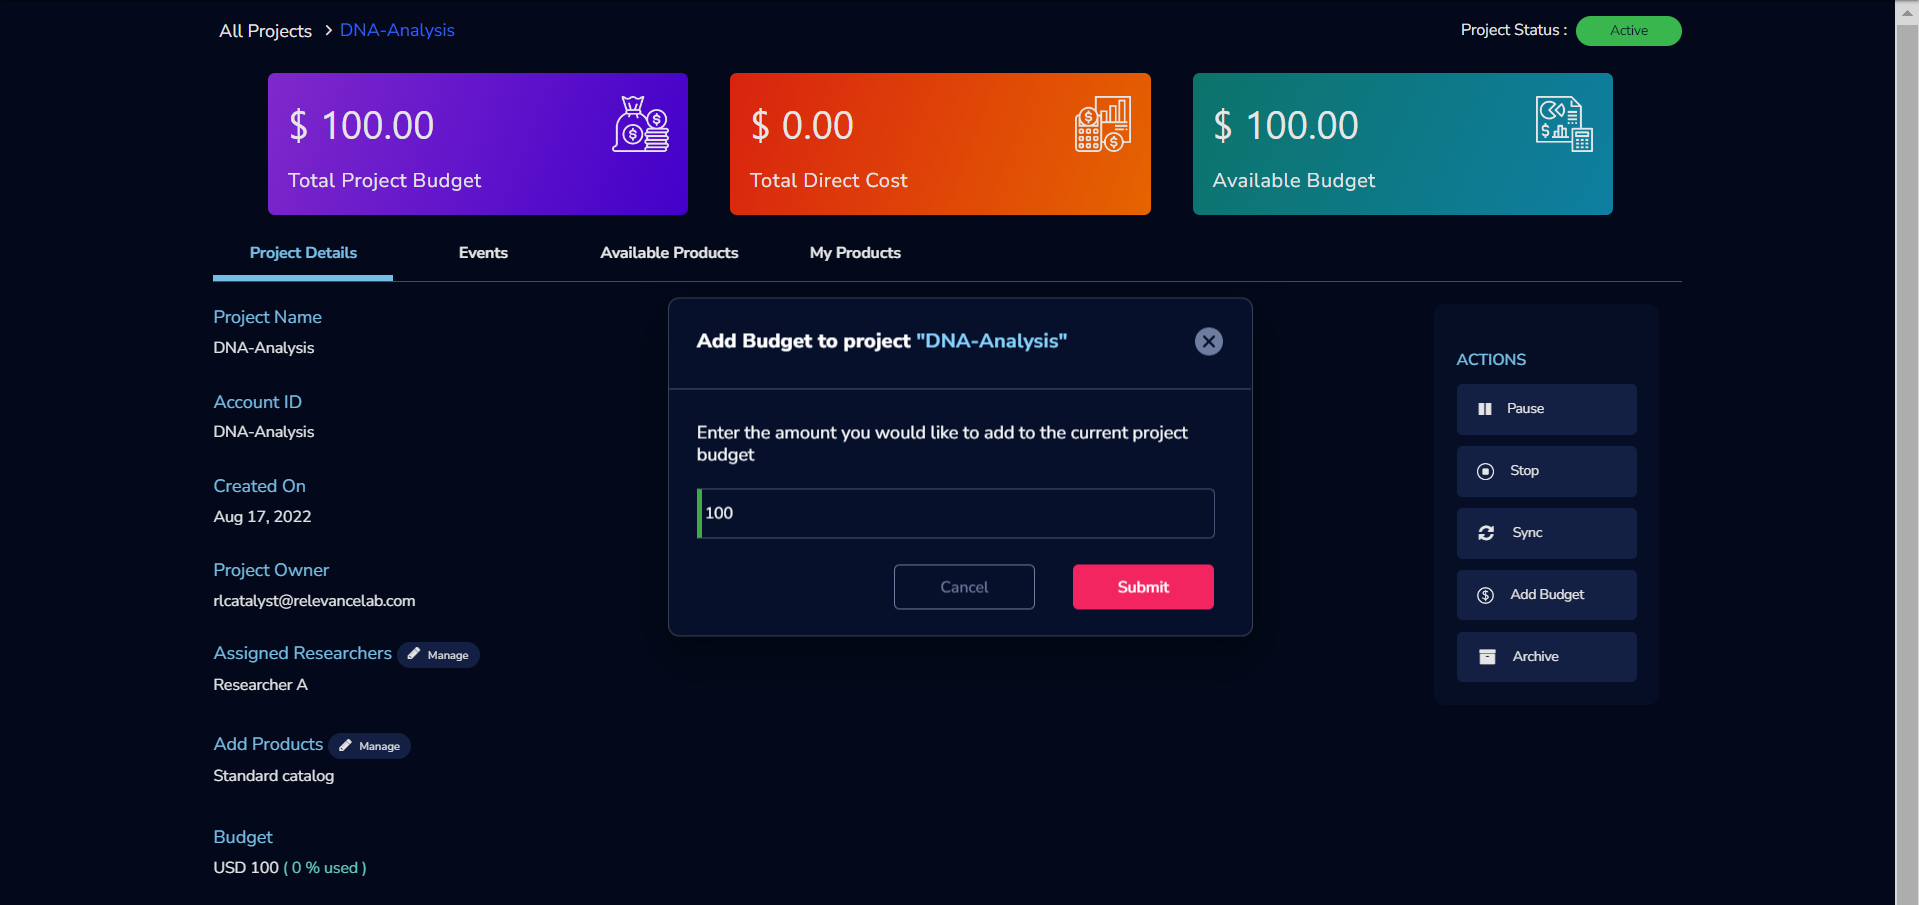 All Projects > DNA-Analysis
Project Status : Active
$ 100.00
Total Project Budget
$ 0.00
Total Direct Cost
$ 100.00
Available Budget
Project Details Events Available Products My Products
Project Name
DNA-Analysis
Account ID
DNA-Analysis
Created On
Aug 17, 2022
Project Owner
rlcatalyst@relevancelab.com
Assigned Researchers Manage
Researcher A
Add Products Manage
Standard catalog
Budget
USD 100 ( 0 % used )
Add Budget to project "DNA-Analysis"
Enter the amount you would like to add to the current project
budget
100
Cancel Submit
ACTIONS
Pause
Stop
Sync
Add Budget
Archive